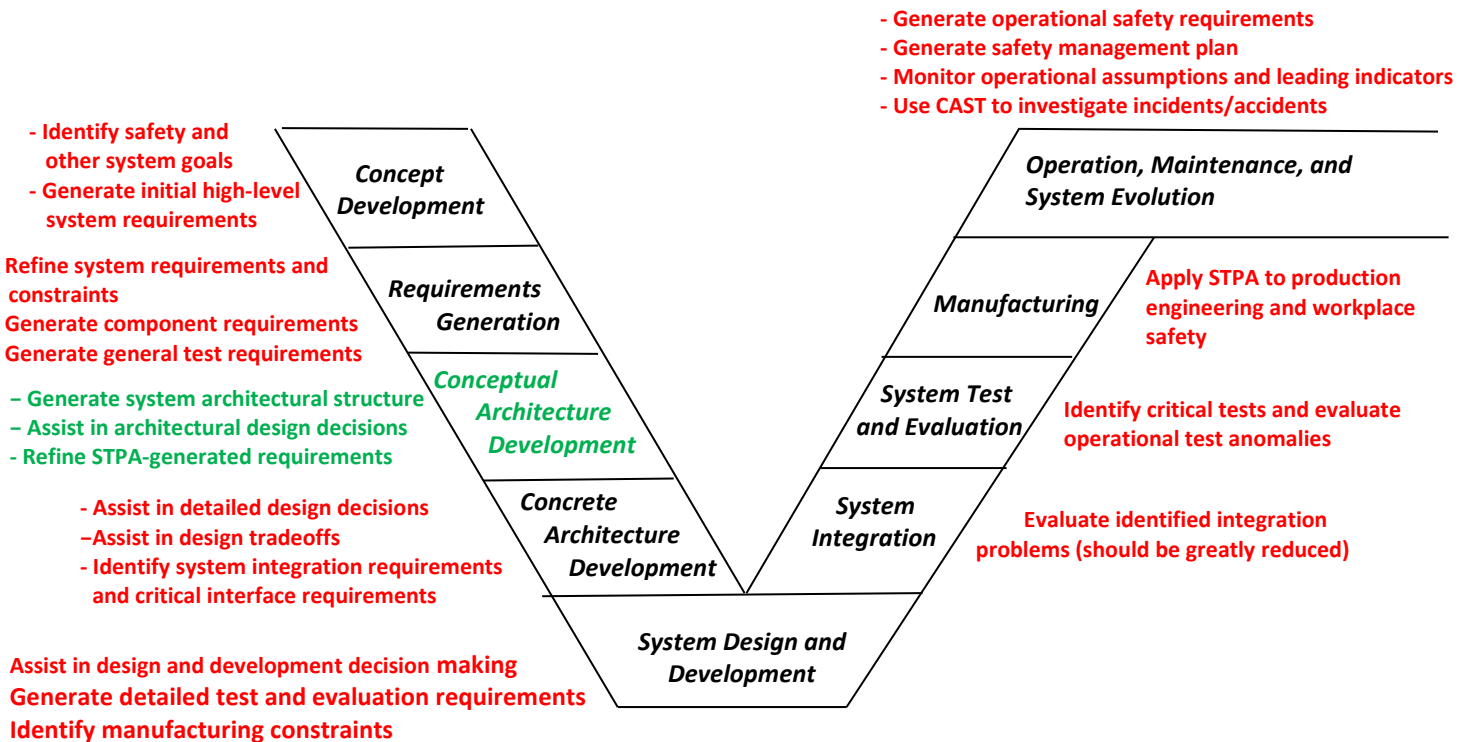 - Generate operational safety requirements
- Generate safety management plan
- Monitor operational assumptions and leading indicators
- Use CAST to investigate incidents/accidents
- Identify safety and
other system goals
- Generate initial high-level
system requirements
Concept
Development
Operation, Maintenance, and
System Evolution
Refine system requirements and
constraints
Generate component requirements
Generate general test requirements
Requirements
Generation
Manufacturing
Apply STPA to production
engineering and workplace
safety
– Generate system architectural structure
– Assist in architectural design decisions
- Refine STPA-generated requirements
Conceptual
Architecture
Development
System Test
and Evaluation
Identify critical tests and evaluate
operational test anomalies
- Assist in detailed design decisions
–Assist in design tradeoffs
- Identify system integration requirements
and critical interface requirements
Concrete
Architecture
Development
System
Integration
Evaluate identified integration
problems (should be greatly reduced)
System Design and
Development
Assist in design and development decision making
Generate detailed test and evaluation requirements
Identify manufacturing constraints